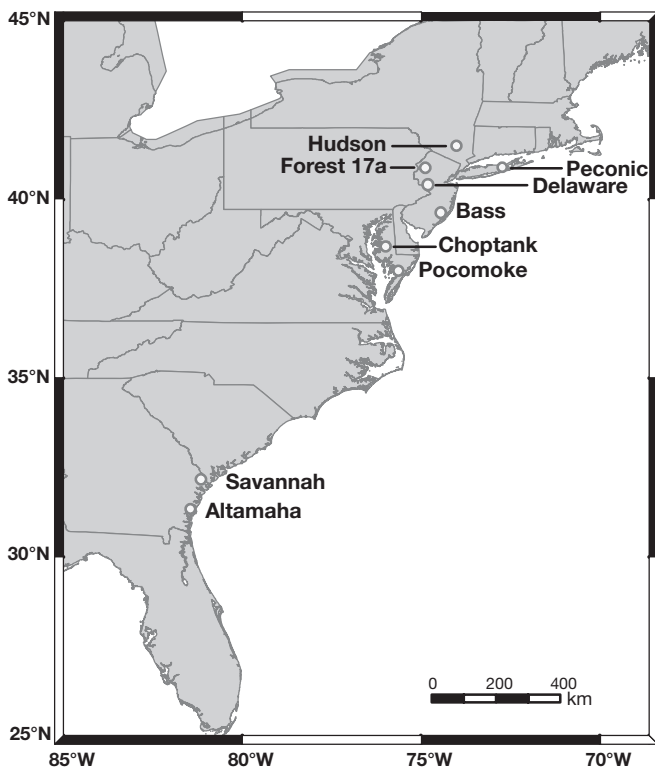 45°N
Hudson
Forest 17a
Peconic
Delaware
40°N
Bass
Choptank
Pocomoke
35°N
Savannah
Altamaha
30°N
0 200 400
km
25°N
85°W 80°W 75°W 70°W